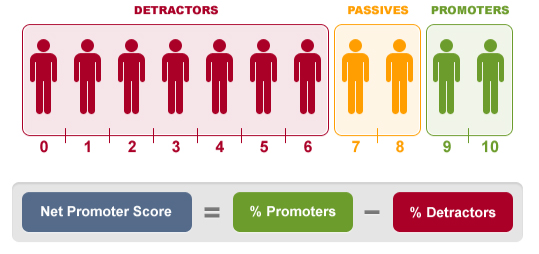 DETRACTORS PASSIVES PROMOTERS
0 1 2 3 4 5 6 7 8 9 10
Net Promoter Score = % Promoters − % Detractors